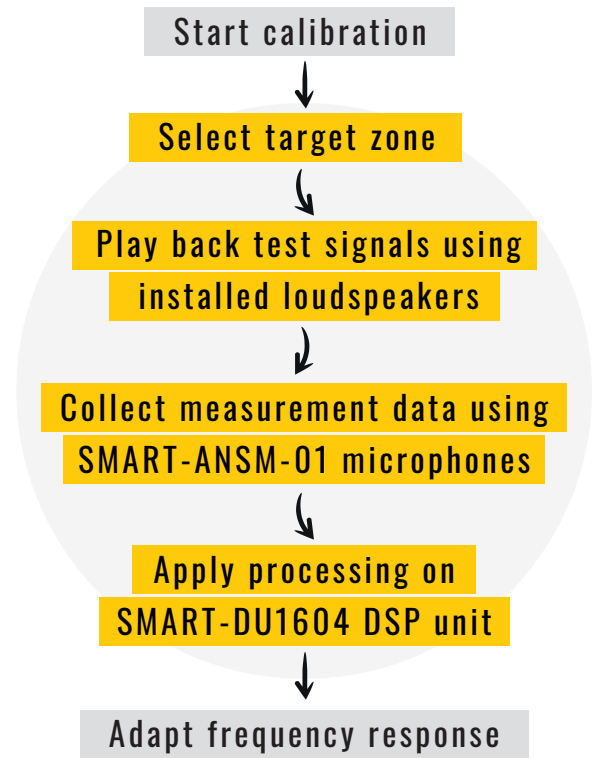 Start calibration
Select target zone
Play back test signals using
installed loudspeakers
Collect measurement data using
SMART-ANSM-01 microphones
Apply processing on
SMART-DU1604 DSP unit
Adapt frequency response